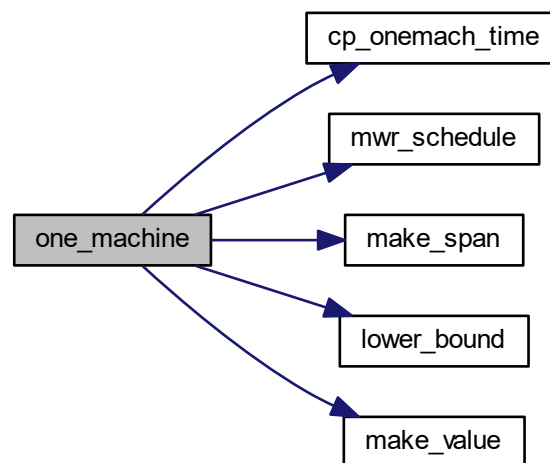 cp_onemach_time
mwr_schedule
one_machine
make_span
lower_bound
make_value